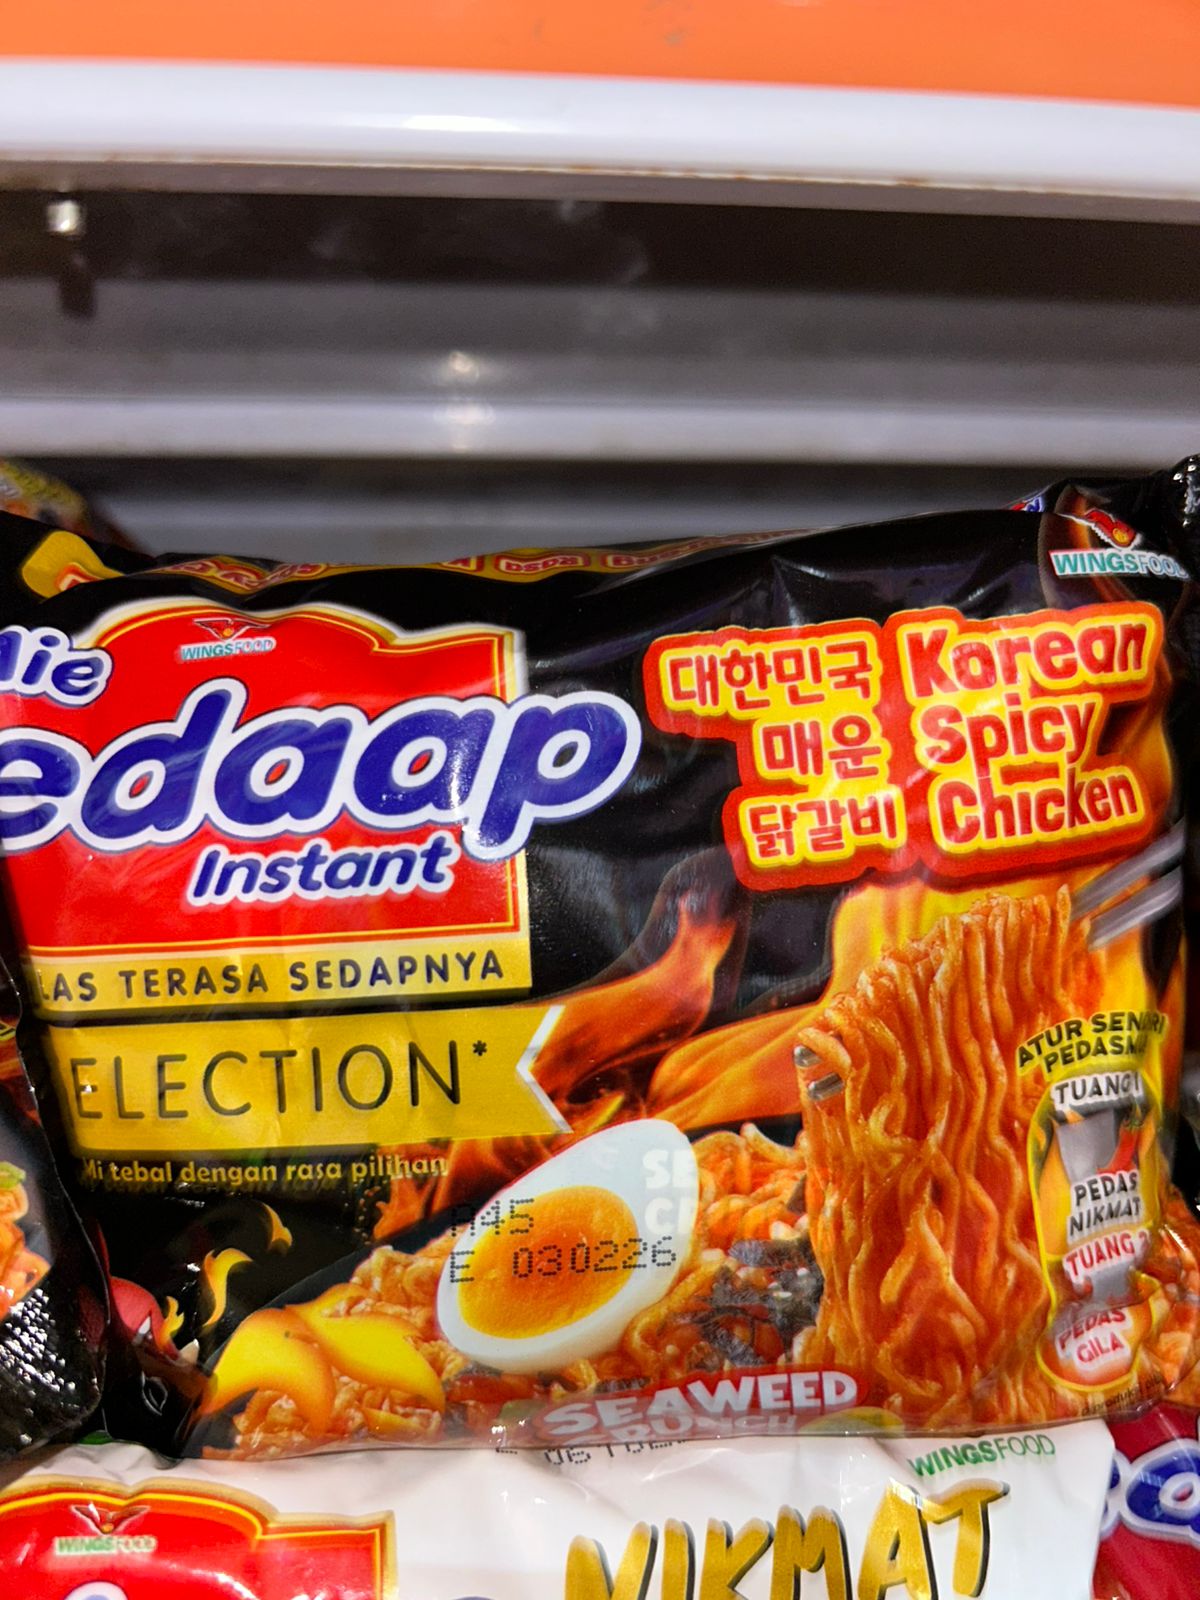 WINGSFOOD
WINGSFOOD
edaap
Instant
대한민국
매운
닭갈비
Korean
Spicy
Chicken
LAS TERASA SEDAPNYA
ELECTION*
Mi tebal dengan rasa pilihan
ATUR SENDIRI
TUANG 1
PEDAS
NIKMAT
TUANG 2
PEDAS
GILA
A45
E 030226
SEAWEED
CRUNCH
WINGSFOOD
WINGSFOOD
NIKMAT